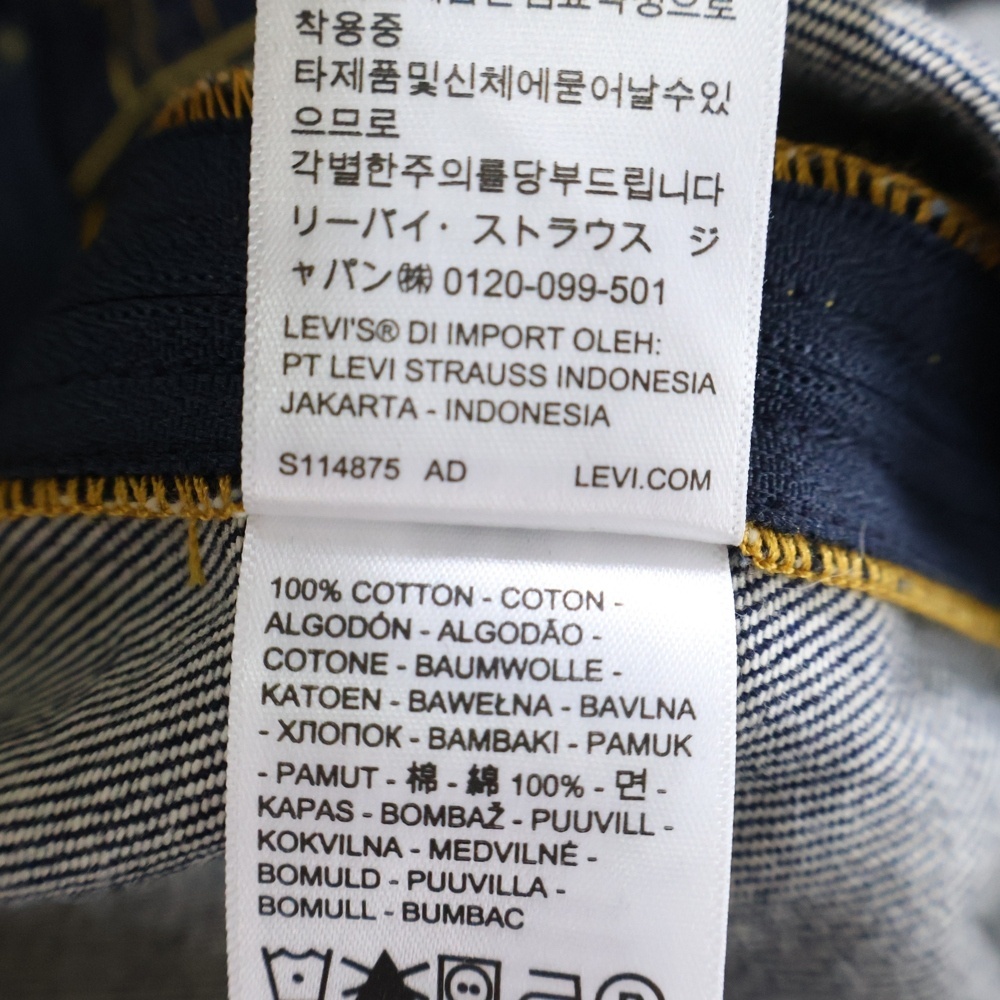 着用중
타제품및신체에묻어날수있
으므로
각별한주의를당부드립니다
リーバイ・ストラウス ジ
ャパン㈱ 0120-099-501
LEVI'S® DI IMPORT OLEH:
PT LEVI STRAUSS INDONESIA
JAKARTA - INDONESIA
S114875 AD LEVI.COM
100% COTTON - COTON -
ALGODÓN - ALGODÃO -
COTONE - BAUMWOLLE -
KATOEN - BAWEŁNA - BAVLNA
- ХЛОПОК - BAMBAKI - PAMUK
- PAMUT - 棉 - 綿 100% - 면 -
KAPAS - BOMBAŽ - PUUVILL -
KOKVILNA - MEDVILNĖ -
BOMULD - PUUVILLA -
BOMULL - BUMBAC